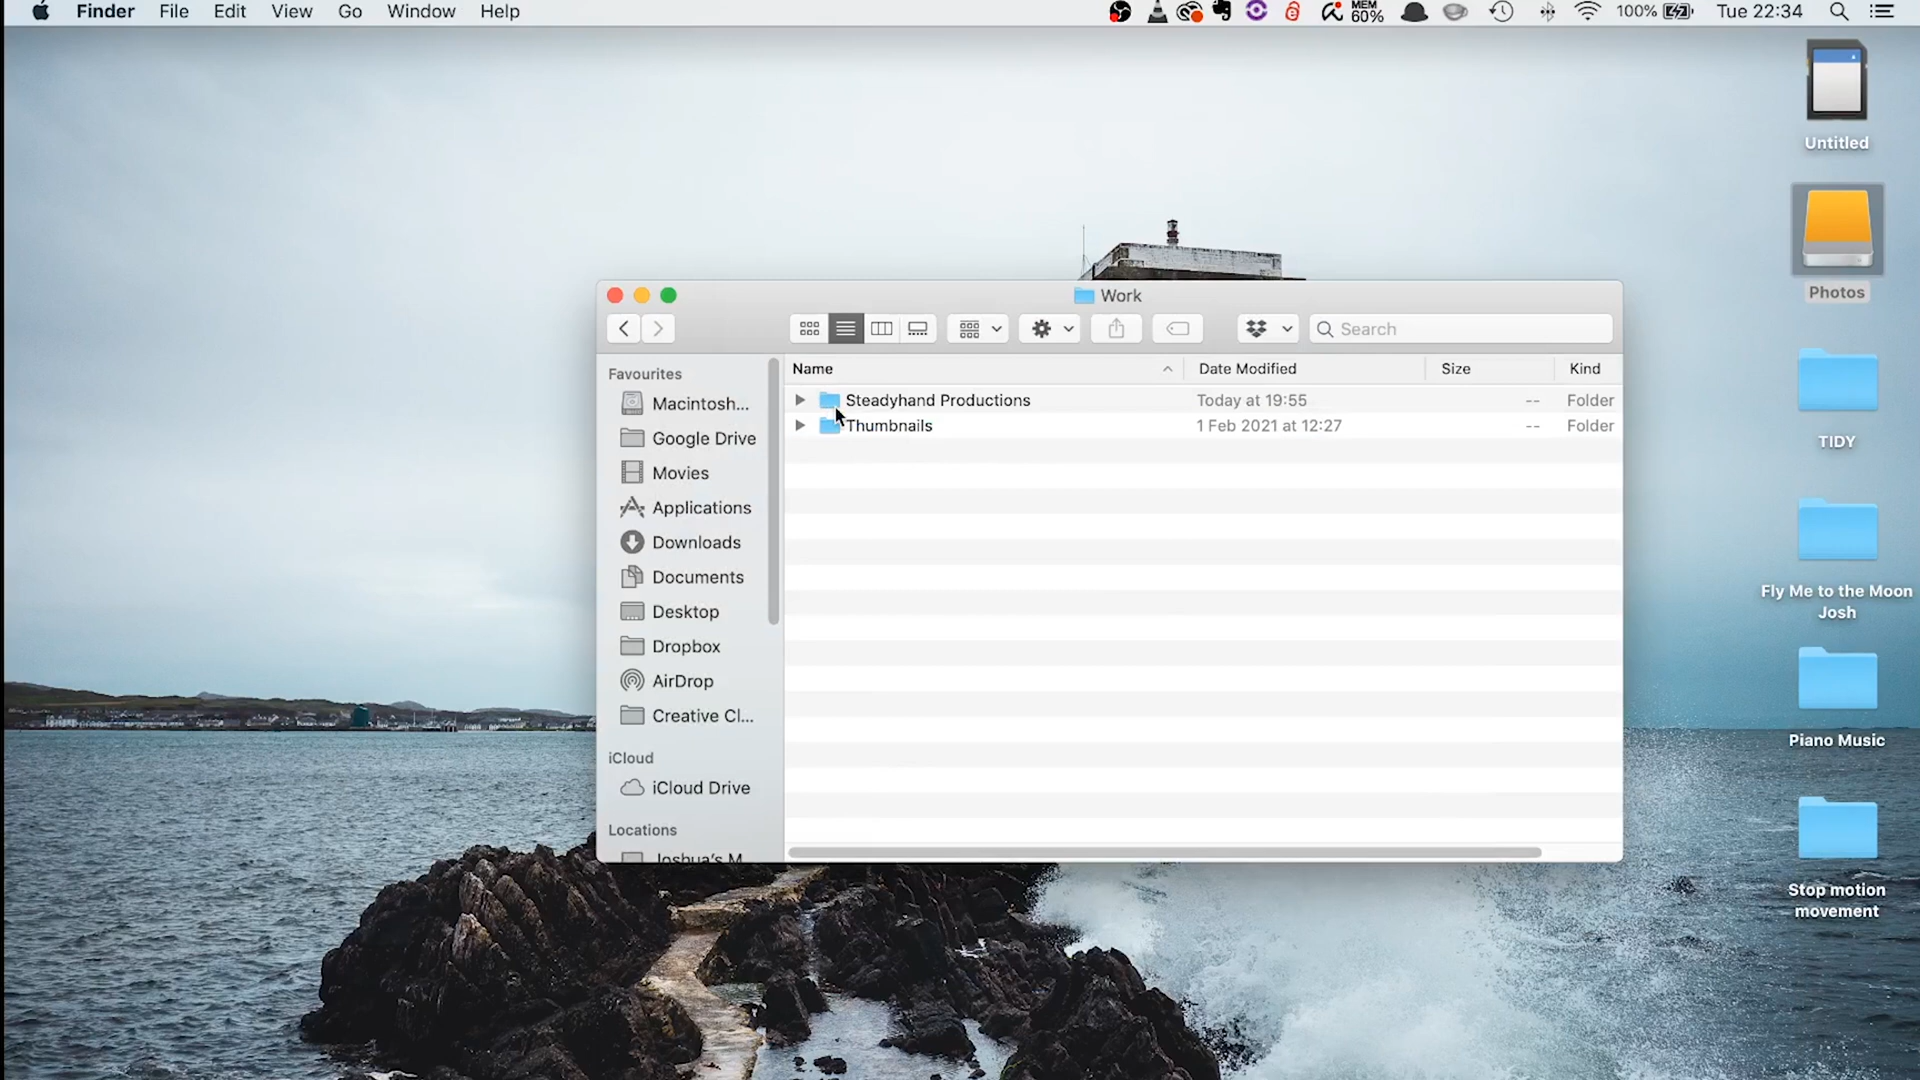 Finder File Edit View Go Window Help
MEM
60%
100%
Tue 22:34
Untitled
Photos
TIDY
Fly Me to the Moon
Josh
Piano Music
Stop motion
movement
Work
Search
Favourites
Macintosh...
Google Drive
Movies
Applications
Downloads
Documents
Desktop
Dropbox
AirDrop
Creative Cl...
iCloud
iCloud Drive
Locations
Joshua's M...
Name Date Modified Size Kind
Steadyhand Productions Today at 19:55 -- Folder
Thumbnails 1 Feb 2021 at 12:27 -- Folder